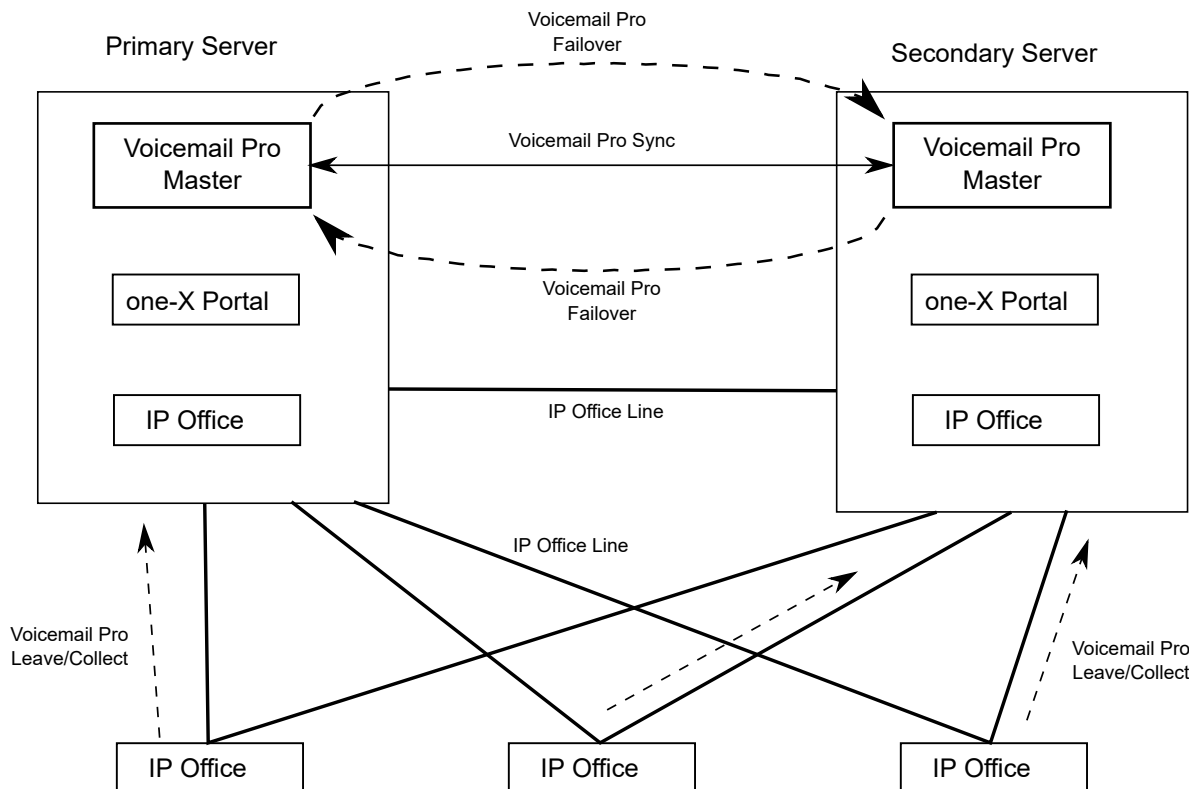 Voicemail Pro
Failover
Primary Server
Secondary Server
Voicemail Pro
Master
Voicemail Pro Sync
Voicemail Pro
Master
one-X Portal
Voicemail Pro
Failover
one-X Portal
IP Office
IP Office Line
IP Office
IP Office Line
Voicemail Pro
Leave/Collect
Voicemail Pro
Leave/Collect
IP Office
IP Office
IP Office